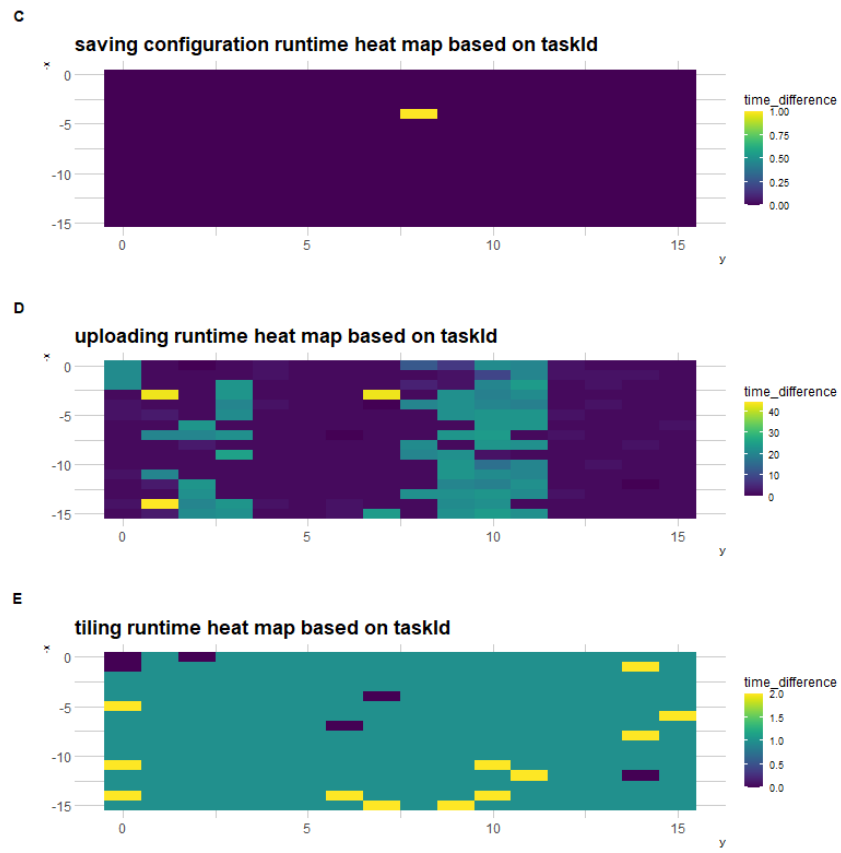 C
saving configuration runtime heat map based on taskId
-x
0
-5
-10
-15
0 5 10 15
y
time_difference
1.00
0.75
0.50
0.25
0.00
D
uploading runtime heat map based on taskId
-x
0
-5
-10
-15
0 5 10 15
y
time_difference
40
30
20
10
0
E
tiling runtime heat map based on taskId
-x
0
-5
-10
-15
0 5 10 15
y
time_difference
2.0
1.5
1.0
0.5
0.0